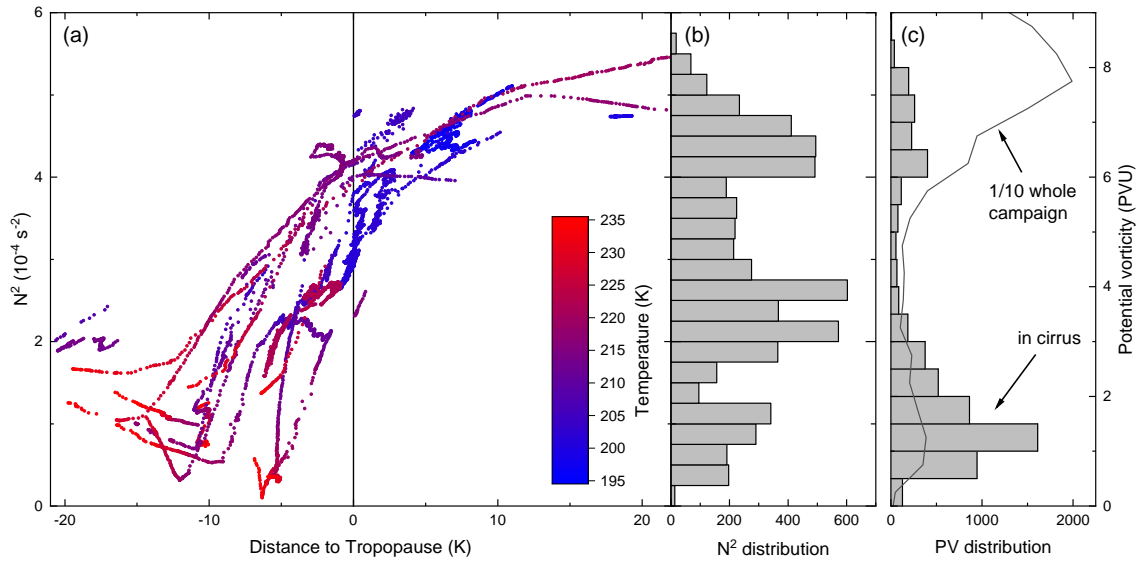 (a)
6
4
2
0
N² (10⁻⁴ s⁻²)
-20
-10
0
10
20
Distance to Tropopause (K)
235
230
225
220
215
210
205
200
195
Temperature (K)
(b)
0
200
400
600
N² distribution
(c)
1/10 whole
campaign
in cirrus
0
1000
2000
PV distribution
8
6
4
2
0
Potential vorticity (PVU)